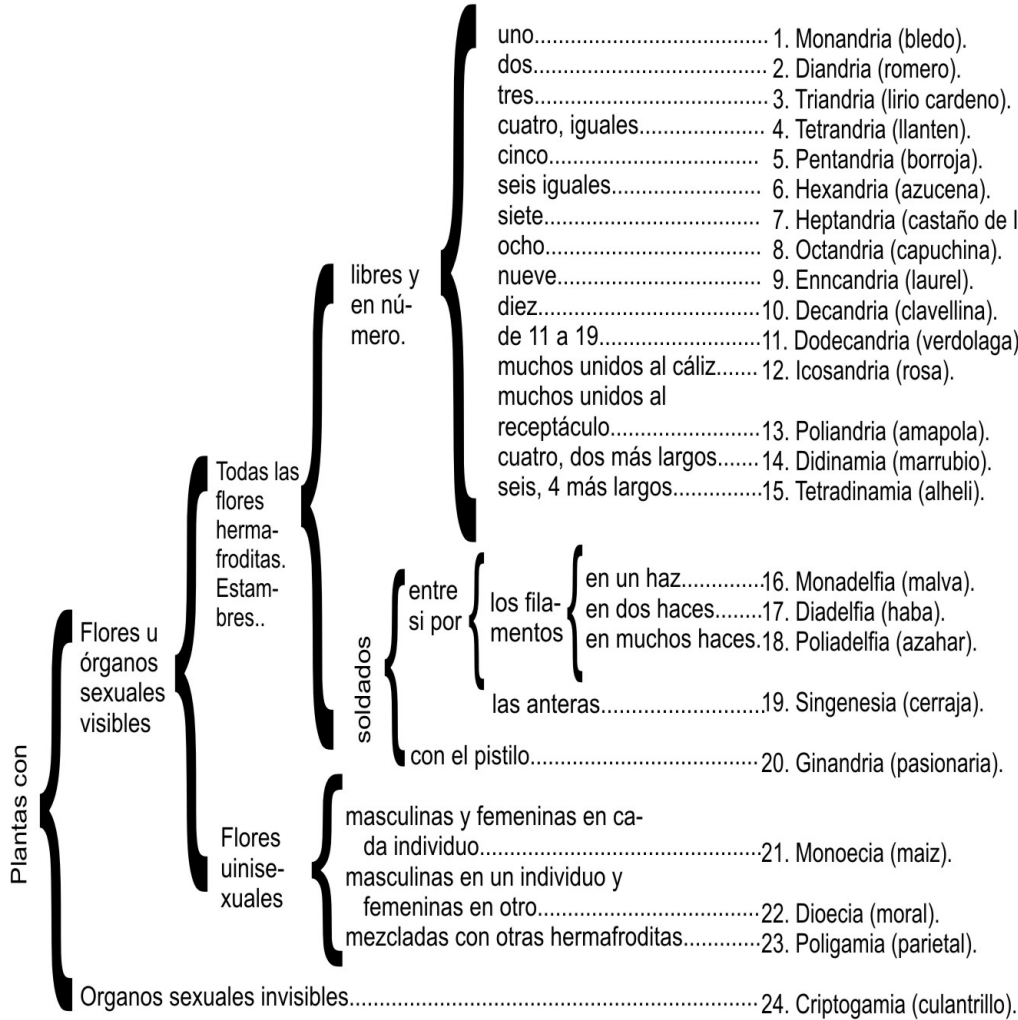 Plantas con
Flores u
órganos
sexuales
visibles
Todas las
flores
herma-
froditas.
Estam-
bres..
libres y
en nú-
mero.
uno.................................... 1. Monandria (bledo).
dos.................................... 2. Diandria (romero).
tres.................................... 3. Triandria (lirio cardeno).
cuatro, iguales................... 4. Tetrandria (llanten).
cinco................................ 5. Pentandria (borroja).
seis iguales....................... 6. Hexandria (azucena).
siete................................. 7. Heptandria (castaño de I
ocho................................. 8. Octandria (capuchina).
nueve............................... 9. Enncandria (laurel).
diez..................................10. Decandria (clavellina).
de 11 a 19.........................11. Dodecandria (verdolaga)
muchos unidos al cáliz...... 12. Icosandria (rosa).
muchos unidos al
receptáculo.......................13. Poliandria (amapola).
cuatro, dos más largos...... 14. Didinamia (marrubio).
seis, 4 más largos.............15. Tetradinamia (alheli).
soldados
entre
si por
los fila-
mentos
en un haz............16. Monadelfia (malva).
en dos haces.......17. Diadelfia (haba).
en muchos haces.18. Poliadelfia (azahar).
las anteras.........................19. Singenesia (cerraja).
con el pistilo................................... 20. Ginandria (pasionaria).
Flores
uinise-
xuales
masculinas y femeninas en ca-
da individuo...........................................21. Monoecia (maiz).
masculinas en un individuo y
femeninas en otro..................................22. Dioecia (moral).
mezcladas con otras hermafroditas............23. Poligamia (parietal).
Organos sexuales invisibles............................................................. 24. Criptogamia (culantrillo).